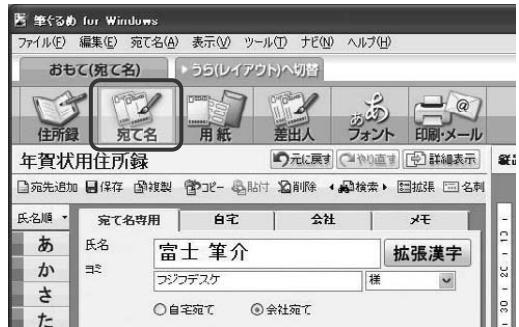 筆ぐるめ for Windows
ファイル(F) 編集(E) 宛て名(A) 表示(V) ツール(T) ナビ(N) ヘルプ(H)
おもて(宛て名) うら(レイアウト)へ切替
住所録 宛て名 用紙 差出人 フォント 印刷・メール
年賀状用住所録 元に戻す やり直す 詳細表示
宛先追加 保存 複製 コピー 貼付 削除 検索 拡張 名刺
氏名順 宛て名専用 自宅 会社 メモ
あ 氏名 富士 筆介 拡張漢字
か ヨミ フジフデスケ 様
さ 自宅宛て 会社宛て
た